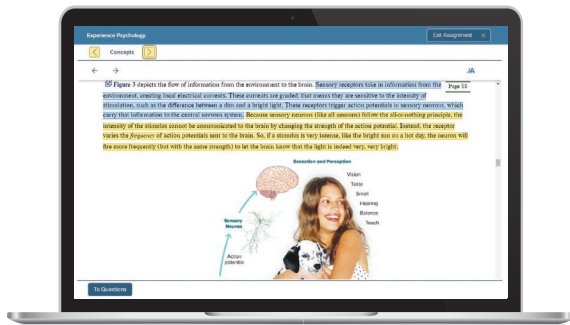 Experience Psychology
Exit Assignment X
Concepts
Figure 3 depicts the flow of information from the environment to the brain. Sensory receptors take in information from the
Page 88
environment, creating local electrical currents. These currents are graded; that means they are sensitive to the intensity of
stimulation, such as the difference between a dim and a bright light. These receptors trigger action potentials in sensory neurons, which
carry that information to the central nervous system. Because sensory neurons (like all neurons) follow the all-or-nothing principle, the
intensity of the stimulus cannot be communicated to the brain by changing the strength of the action potential. Instead, the receptor
varies the frequency of action potentials sent to the brain. So, if a stimulus is very intense, like the bright sun on a hot day, the neuron will
fire more frequently (but with the same strength) to let the brain know that the light is indeed very, very bright.
Sensation and Perception
Vision
Taste
Smell
Hearing
Balance
Touch
Sensory
Neuron
Action
potential
To Questions